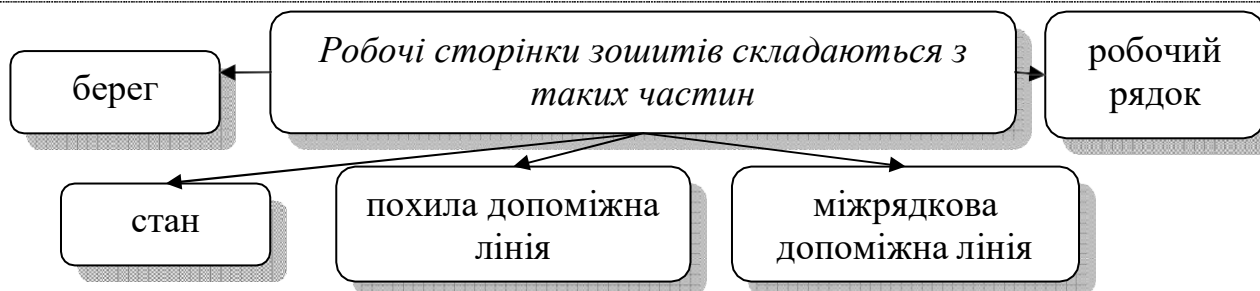 Робочі сторінки зошитів складаються з
таких частин
берег
робочий
рядок
стан
похила допоміжна
лінія
міжрядкова
допоміжна лінія